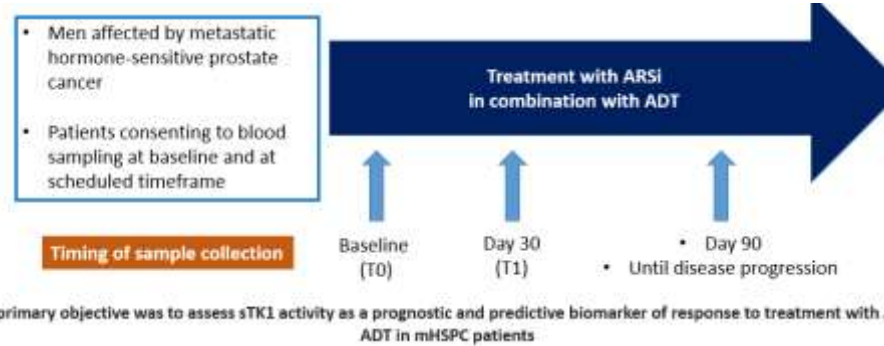 • Men affected by metastatic
hormone-sensitive prostate
cancer
• Patients consenting to blood
sampling at baseline and at
scheduled timeframe
Treatment with ARSi
in combination with ADT
Timing of sample collection
Baseline
(T0)
Day 30
(T1)
• Day 90
• Until disease progression
primary objective was to assess sTK1 activity as a prognostic and predictive biomarker of response to treatment with
ADT in mHSPC patients